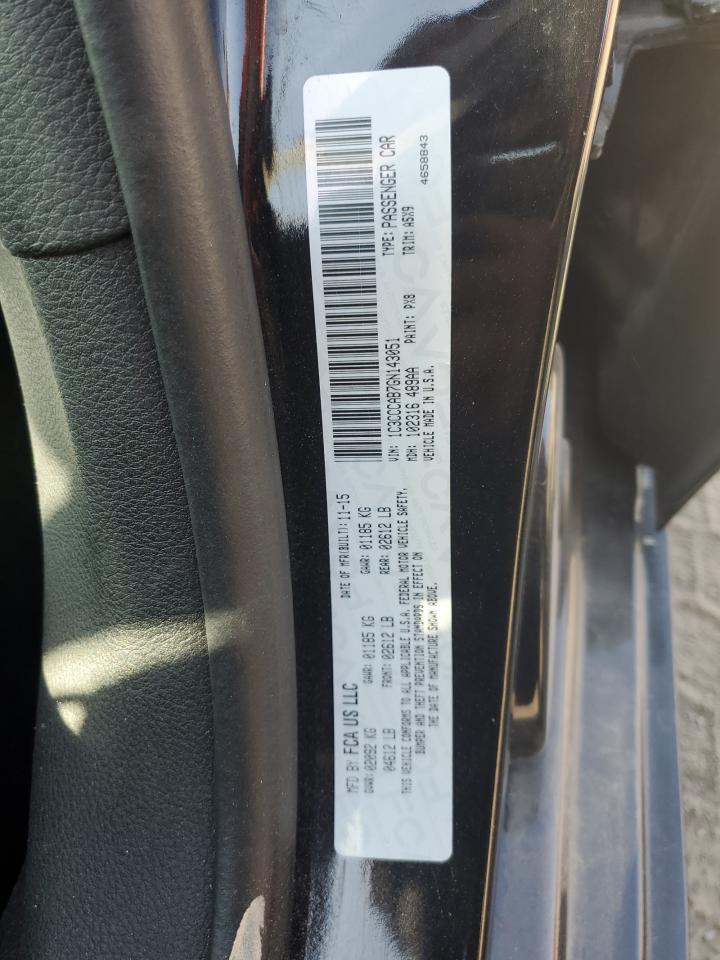 MFD BY FCA US LLC
DATE OF MFR(BUILT): 11-15
GVWR: 02092 KG
GAWR: 01185 KG
GAWR: 01185 KG
04612 LB
FRONT: 02612 LB
REAR: 02612 LB
THIS VEHICLE CONFORMS TO ALL APPLICABLE U.S.A. FEDERAL MOTOR VEHICLE SAFETY,
BUMPER AND THEFT PREVENTION STANDARDS IN EFFECT ON
THE DATE OF MANUFACTURE SHOWN ABOVE.
VIN: 1C3CCCAB7GN143051
TYPE: PASSENGER CAR
MDH: 102316 489AA
PAINT: PX8
TRIM: A5X9
VEHICLE MADE IN U.S.A.
4658843